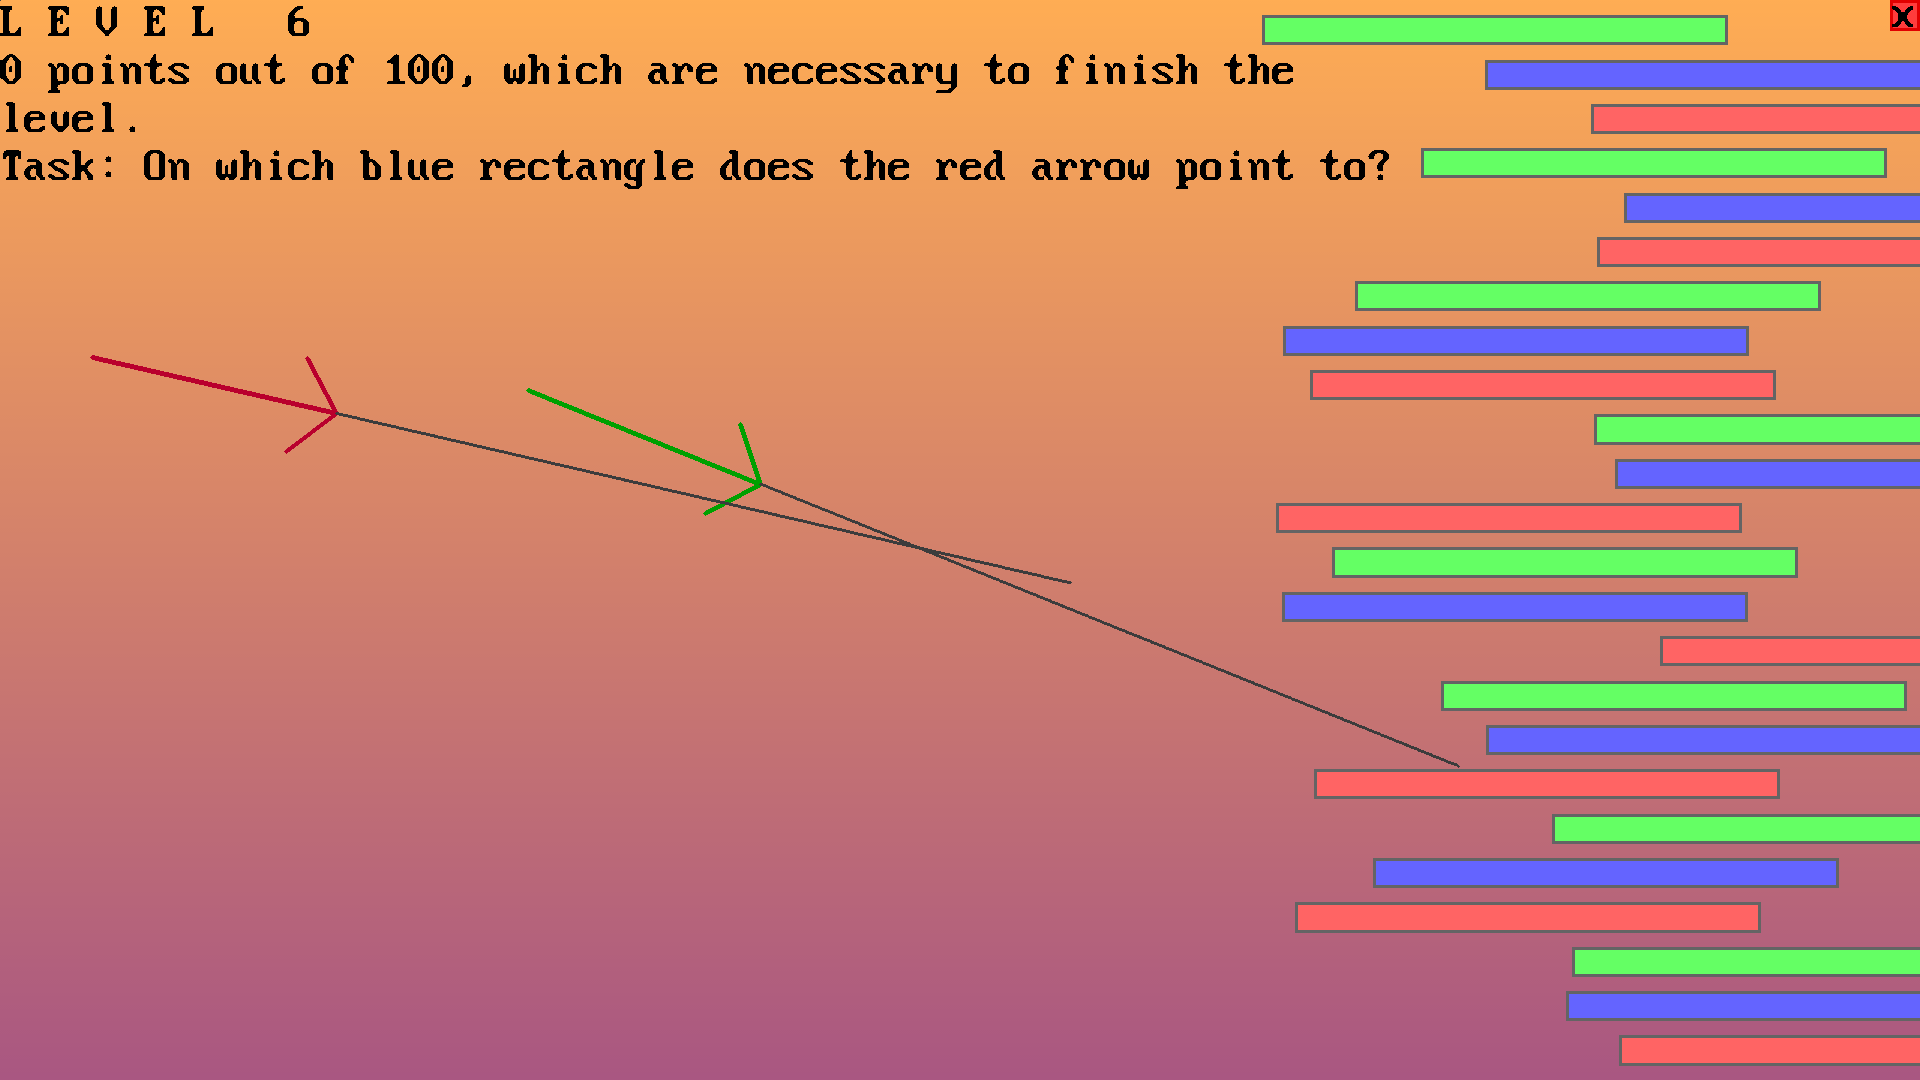 L E V E L   6
X
0 points out of 100, which are necessary to finish the
level.
Task: On which blue rectangle does the red arrow point to?